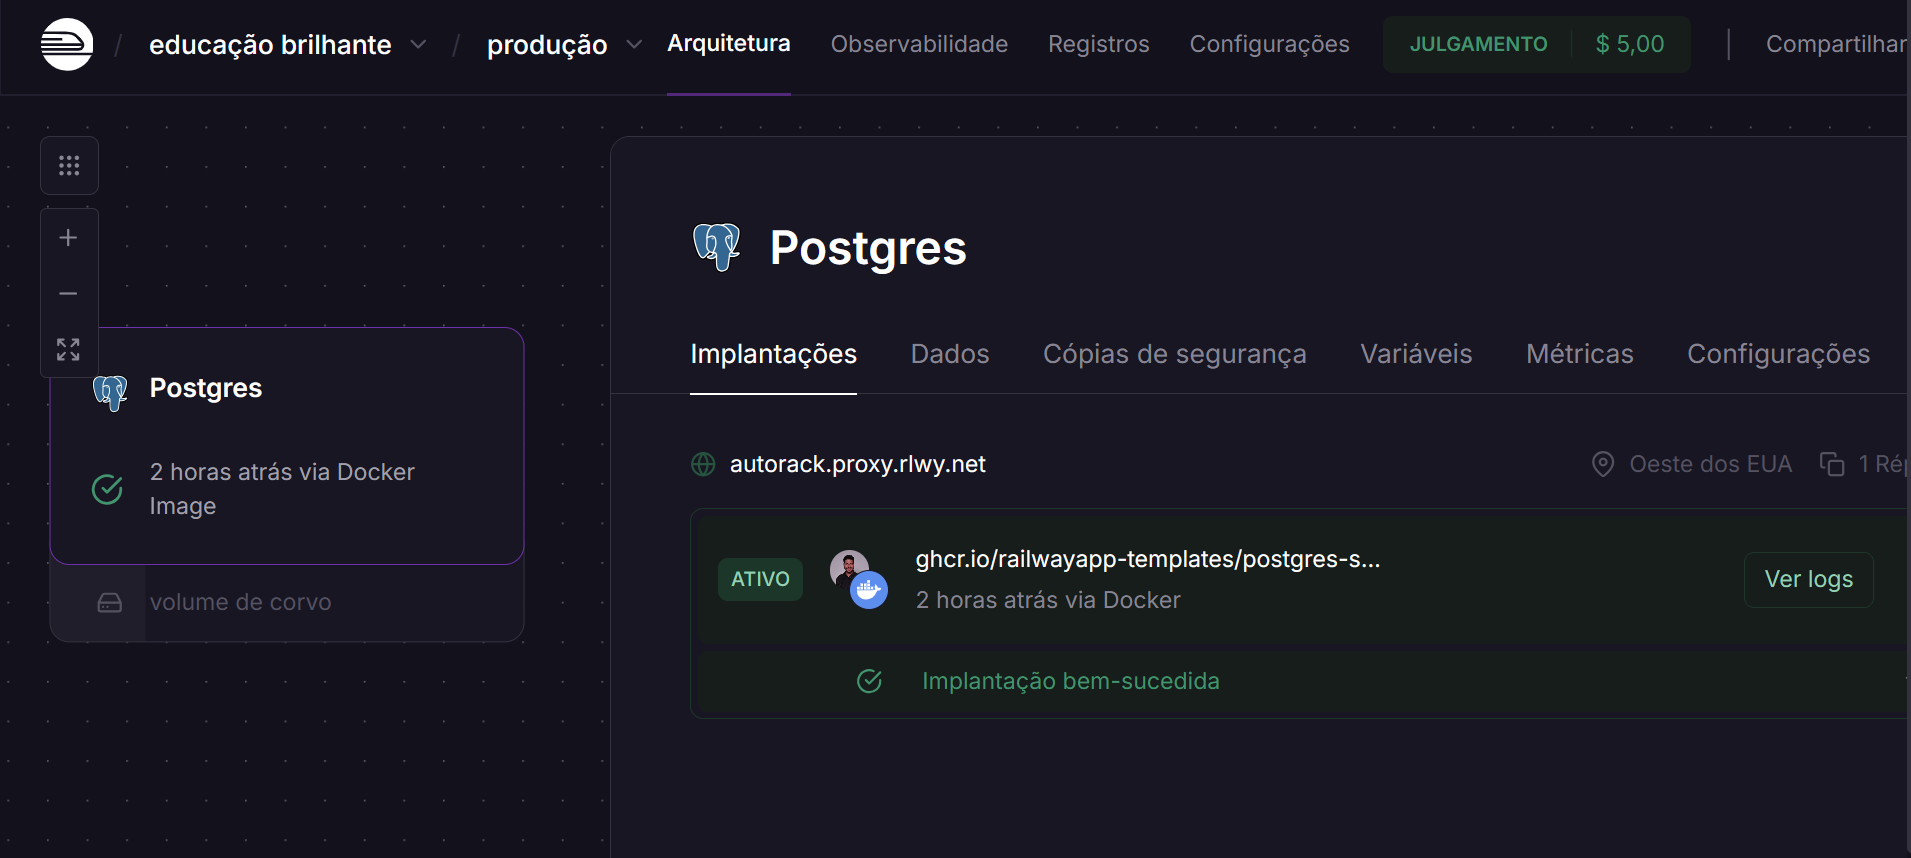 / educação brilhante / produção Arquitetura Observabilidade Registros Configurações JULGAMENTO $ 5,00 | Compartilhar
Postgres
2 horas atrás via Docker
Image
volume de corvo
Postgres
Implantações Dados Cópias de segurança Variáveis Métricas Configurações
autorack.proxy.rlwy.net Oeste dos EUA 1 Rép
ATIVO ghcr.io/railwayapp-templates/postgres-s... Ver logs
2 horas atrás via Docker
Implantação bem-sucedida